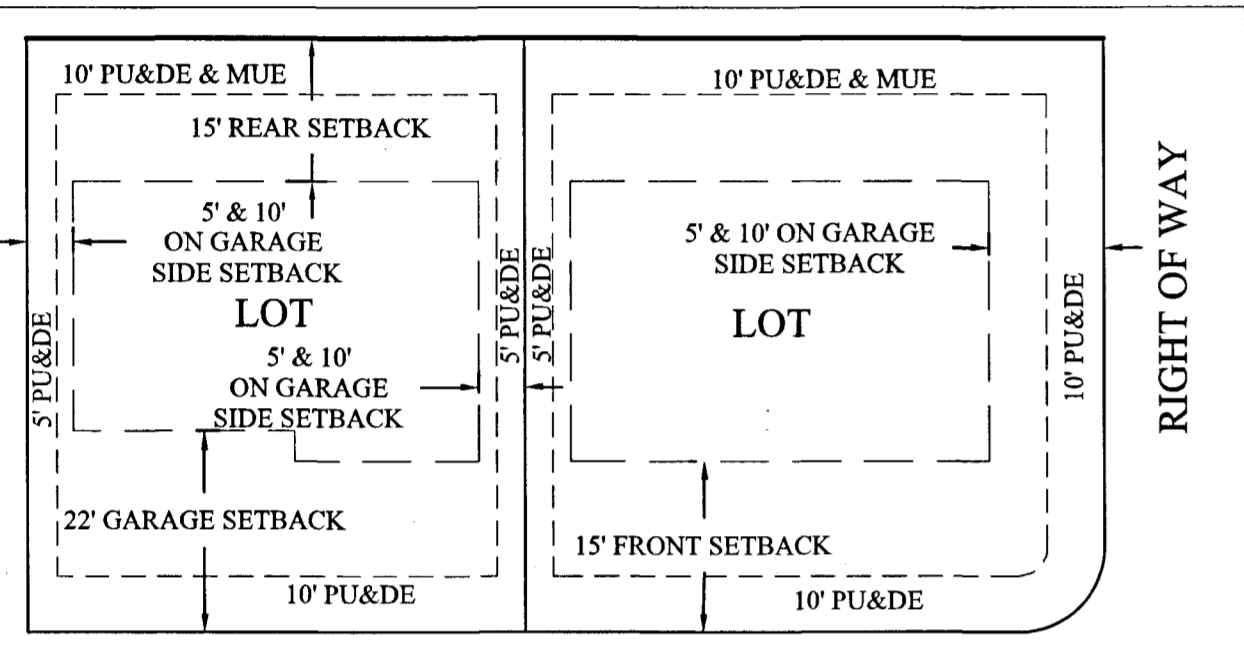 10' PU&DE & MUE
15' REAR SETBACK
5' & 10'
ON GARAGE
SIDE SETBACK
LOT
5' & 10'
ON GARAGE
SIDE SETBACK
5' PU&DE
5' PU&DE
22' GARAGE SETBACK
10' PU&DE
10' PU&DE & MUE
5' PU&DE
5' & 10' ON GARAGE
SIDE SETBACK
LOT
10' PU&DE
15' FRONT SETBACK
10' PU&DE
RIGHT OF WAY